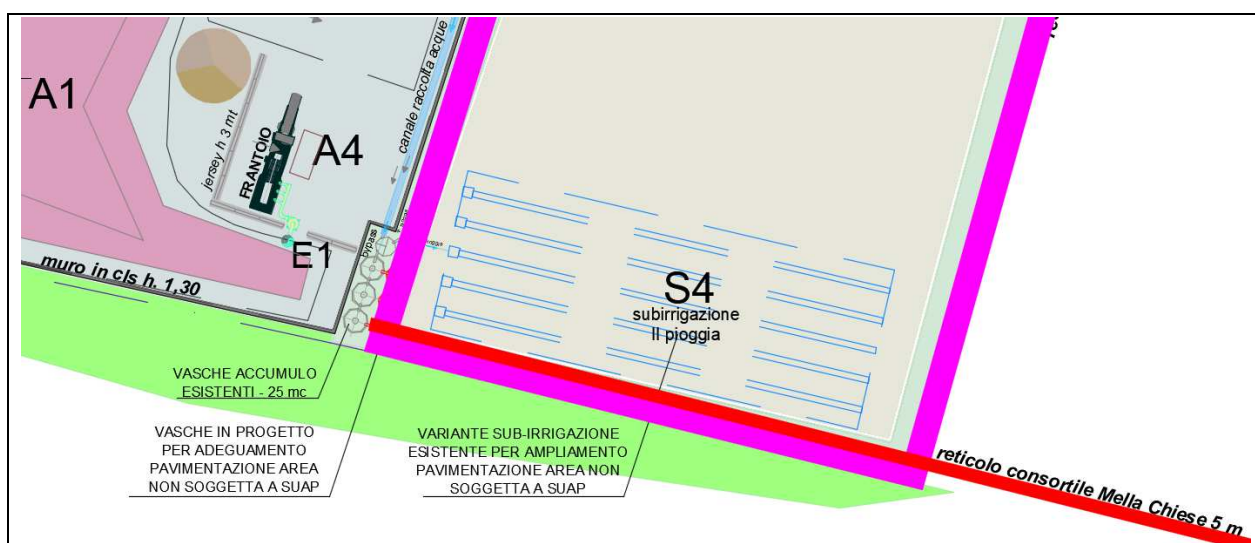 A1
jersey h 3 mt
FRANTOIO
A4
canale raccolta acque
bypass
E1
muro in cls h. 1,30
S4
subirrigazione
II pioggia
VASCHE ACCUMULO
ESISTENTI - 25 mc
VASCHE IN PROGETTO
PER ADEGUAMENTO
PAVIMENTAZIONE AREA
NON SOGGETTA A SUAP
VARIANTE SUB-IRRIGAZIONE
ESISTENTE PER AMPLIAMENTO
PAVIMENTAZIONE AREA NON
SOGGETTA A SUAP
reticolo consortile Mella Chiese 5 m